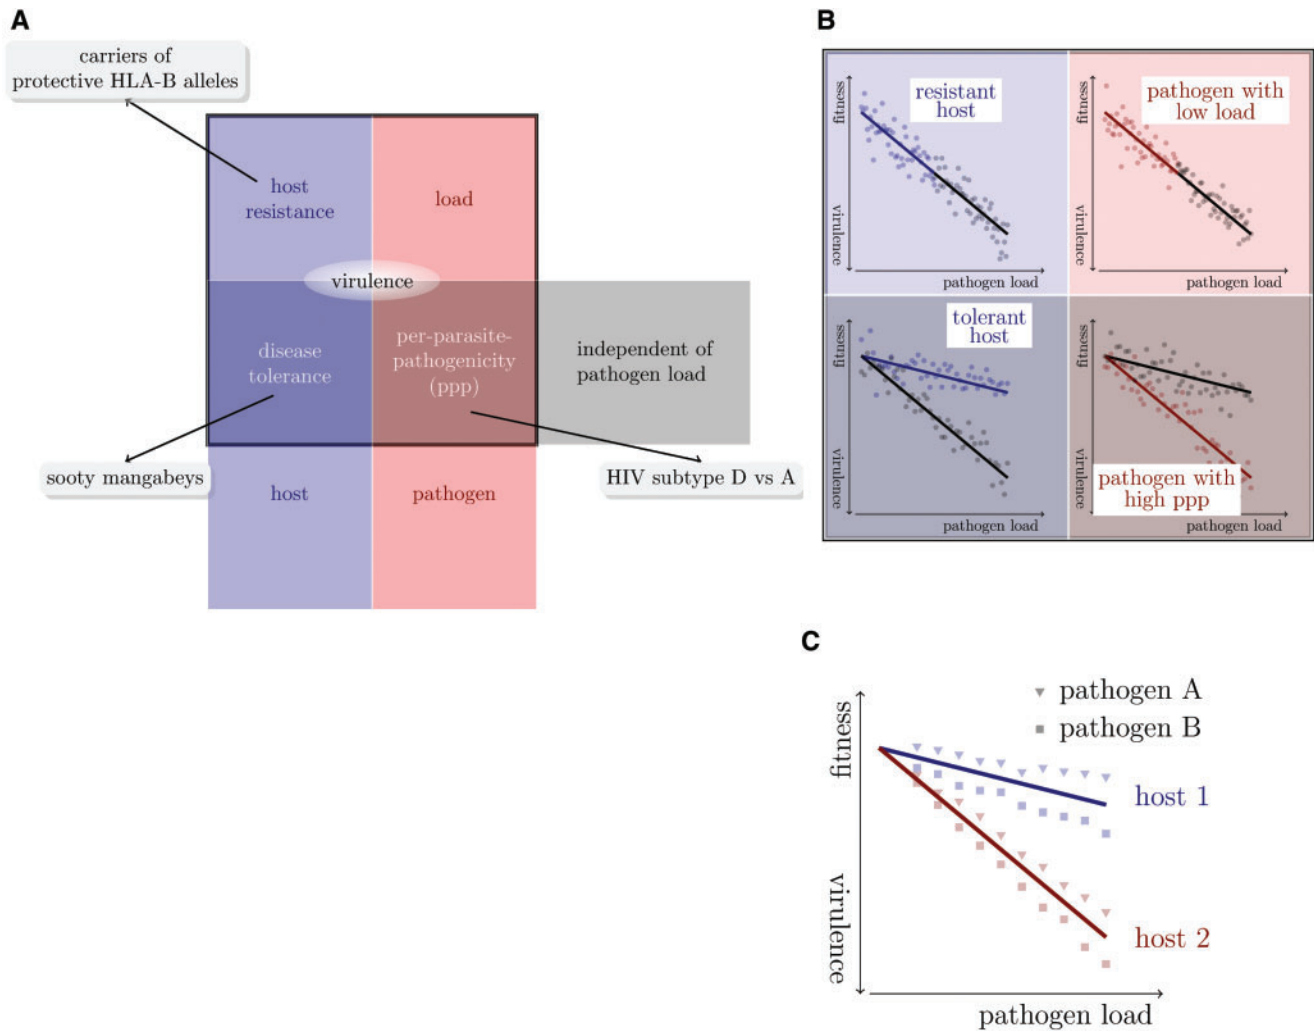 A
carriers of
protective HLA-B alleles
host
resistance
load
virulence
disease
tolerance
per-parasite-
pathogenicity
(ppp)
independent of
pathogen load
sooty mangabeys
HIV subtype D vs A
host
pathogen
B
fitness
virulence
resistant
host
pathogen load
fitness
virulence
pathogen with
low load
pathogen load
fitness
virulence
tolerant
host
pathogen load
fitness
virulence
pathogen with
high ppp
pathogen load
C
fitness
virulence
pathogen A
pathogen B
host 1
host 2
pathogen load